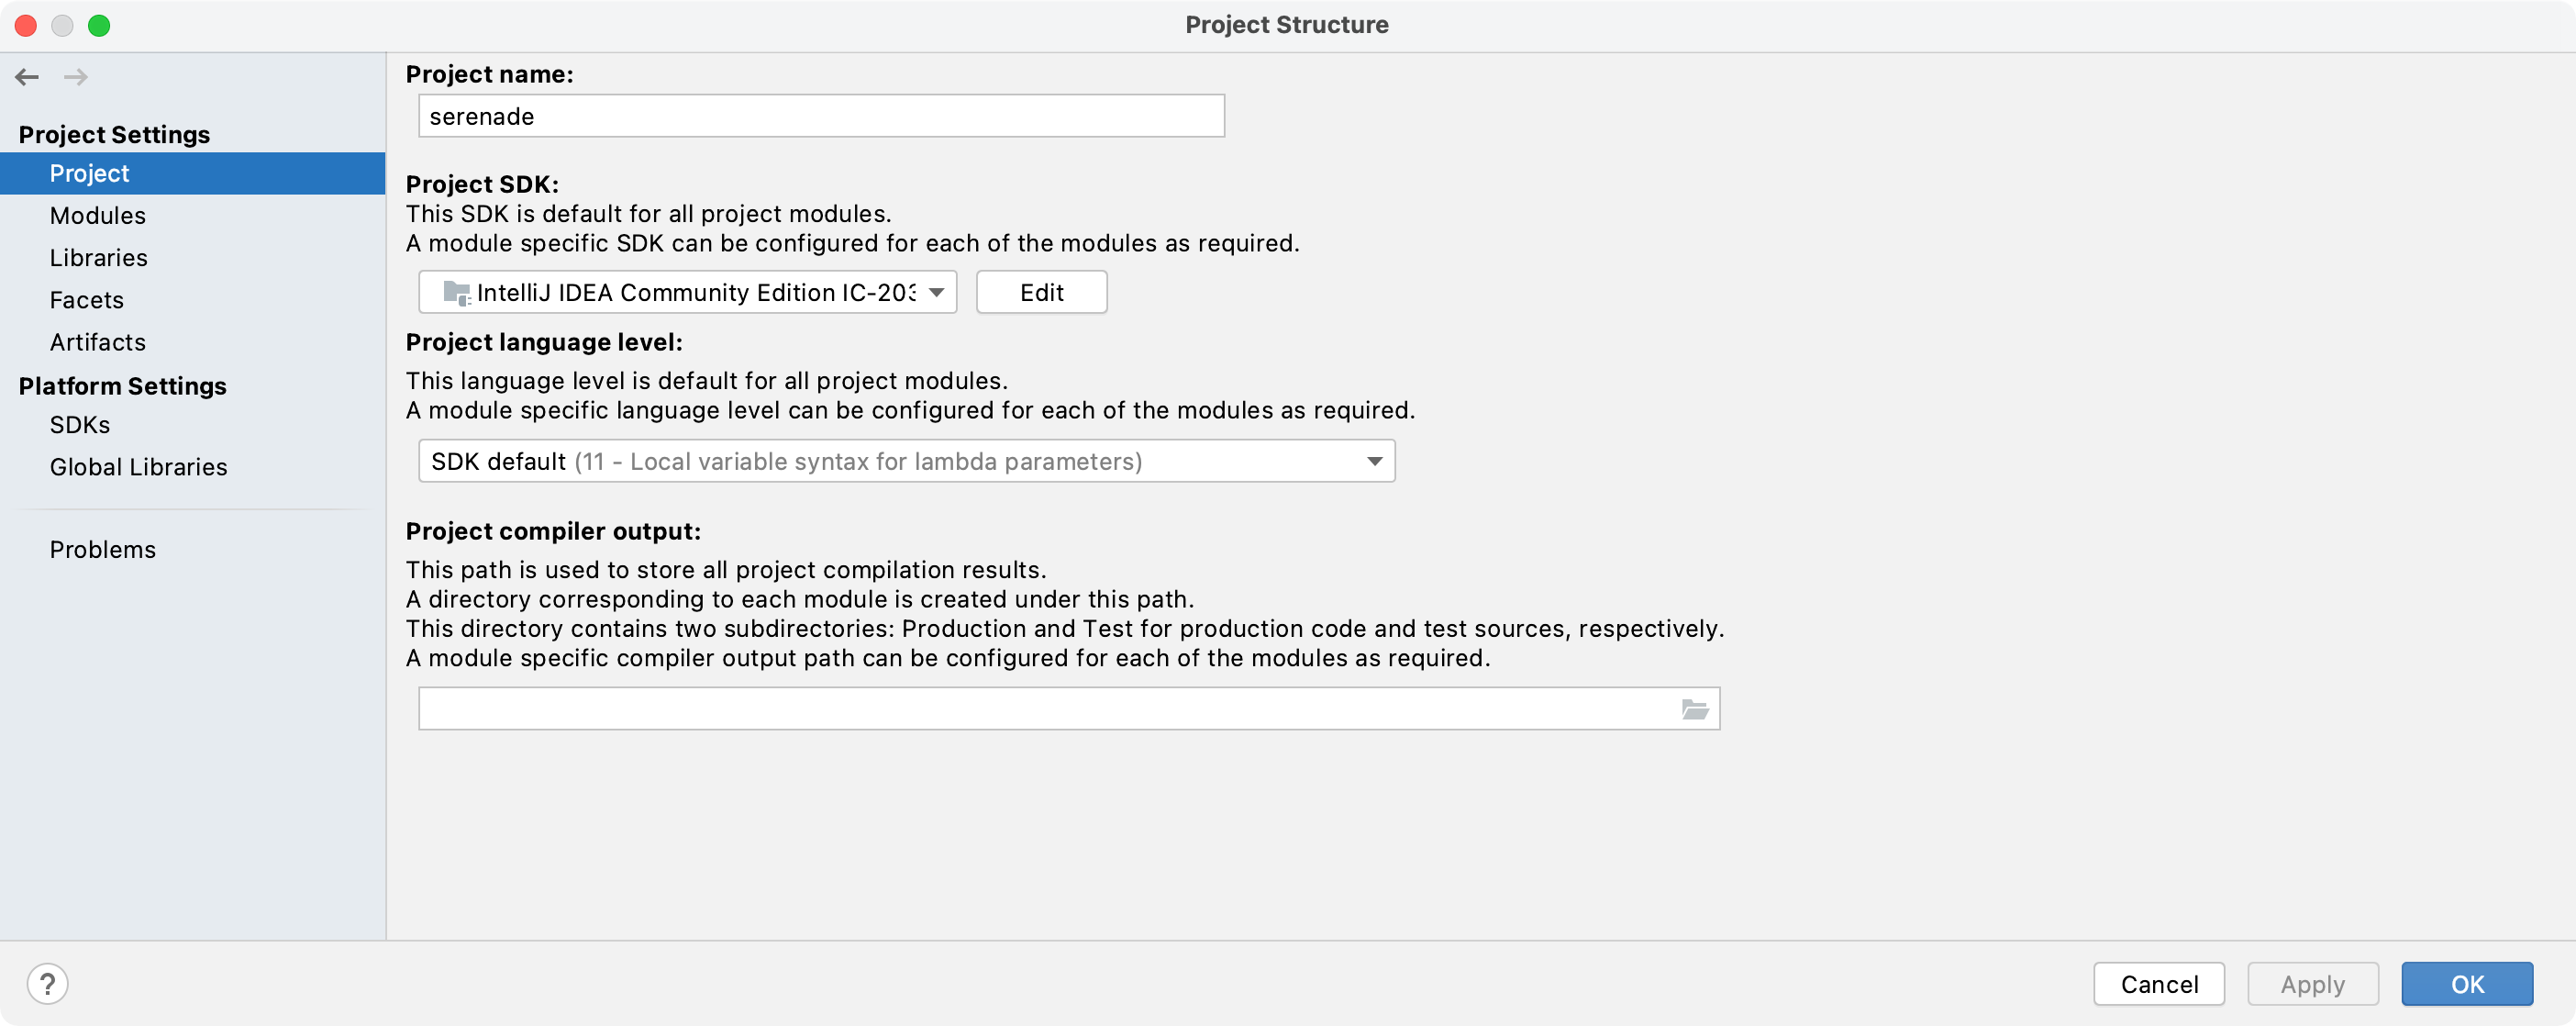 Project Structure
Project Settings
Project
Modules
Libraries
Facets
Artifacts
Platform Settings
SDKs
Global Libraries
Problems
Project name:
serenade
Project SDK:
This SDK is default for all project modules.
A module specific SDK can be configured for each of the modules as required.
IntelliJ IDEA Community Edition IC-203
Edit
Project language level:
This language level is default for all project modules.
A module specific language level can be configured for each of the modules as required.
SDK default (11 - Local variable syntax for lambda parameters)
Project compiler output:
This path is used to store all project compilation results.
A directory corresponding to each module is created under this path.
This directory contains two subdirectories: Production and Test for production code and test sources, respectively.
A module specific compiler output path can be configured for each of the modules as required.
?
Cancel
Apply
OK